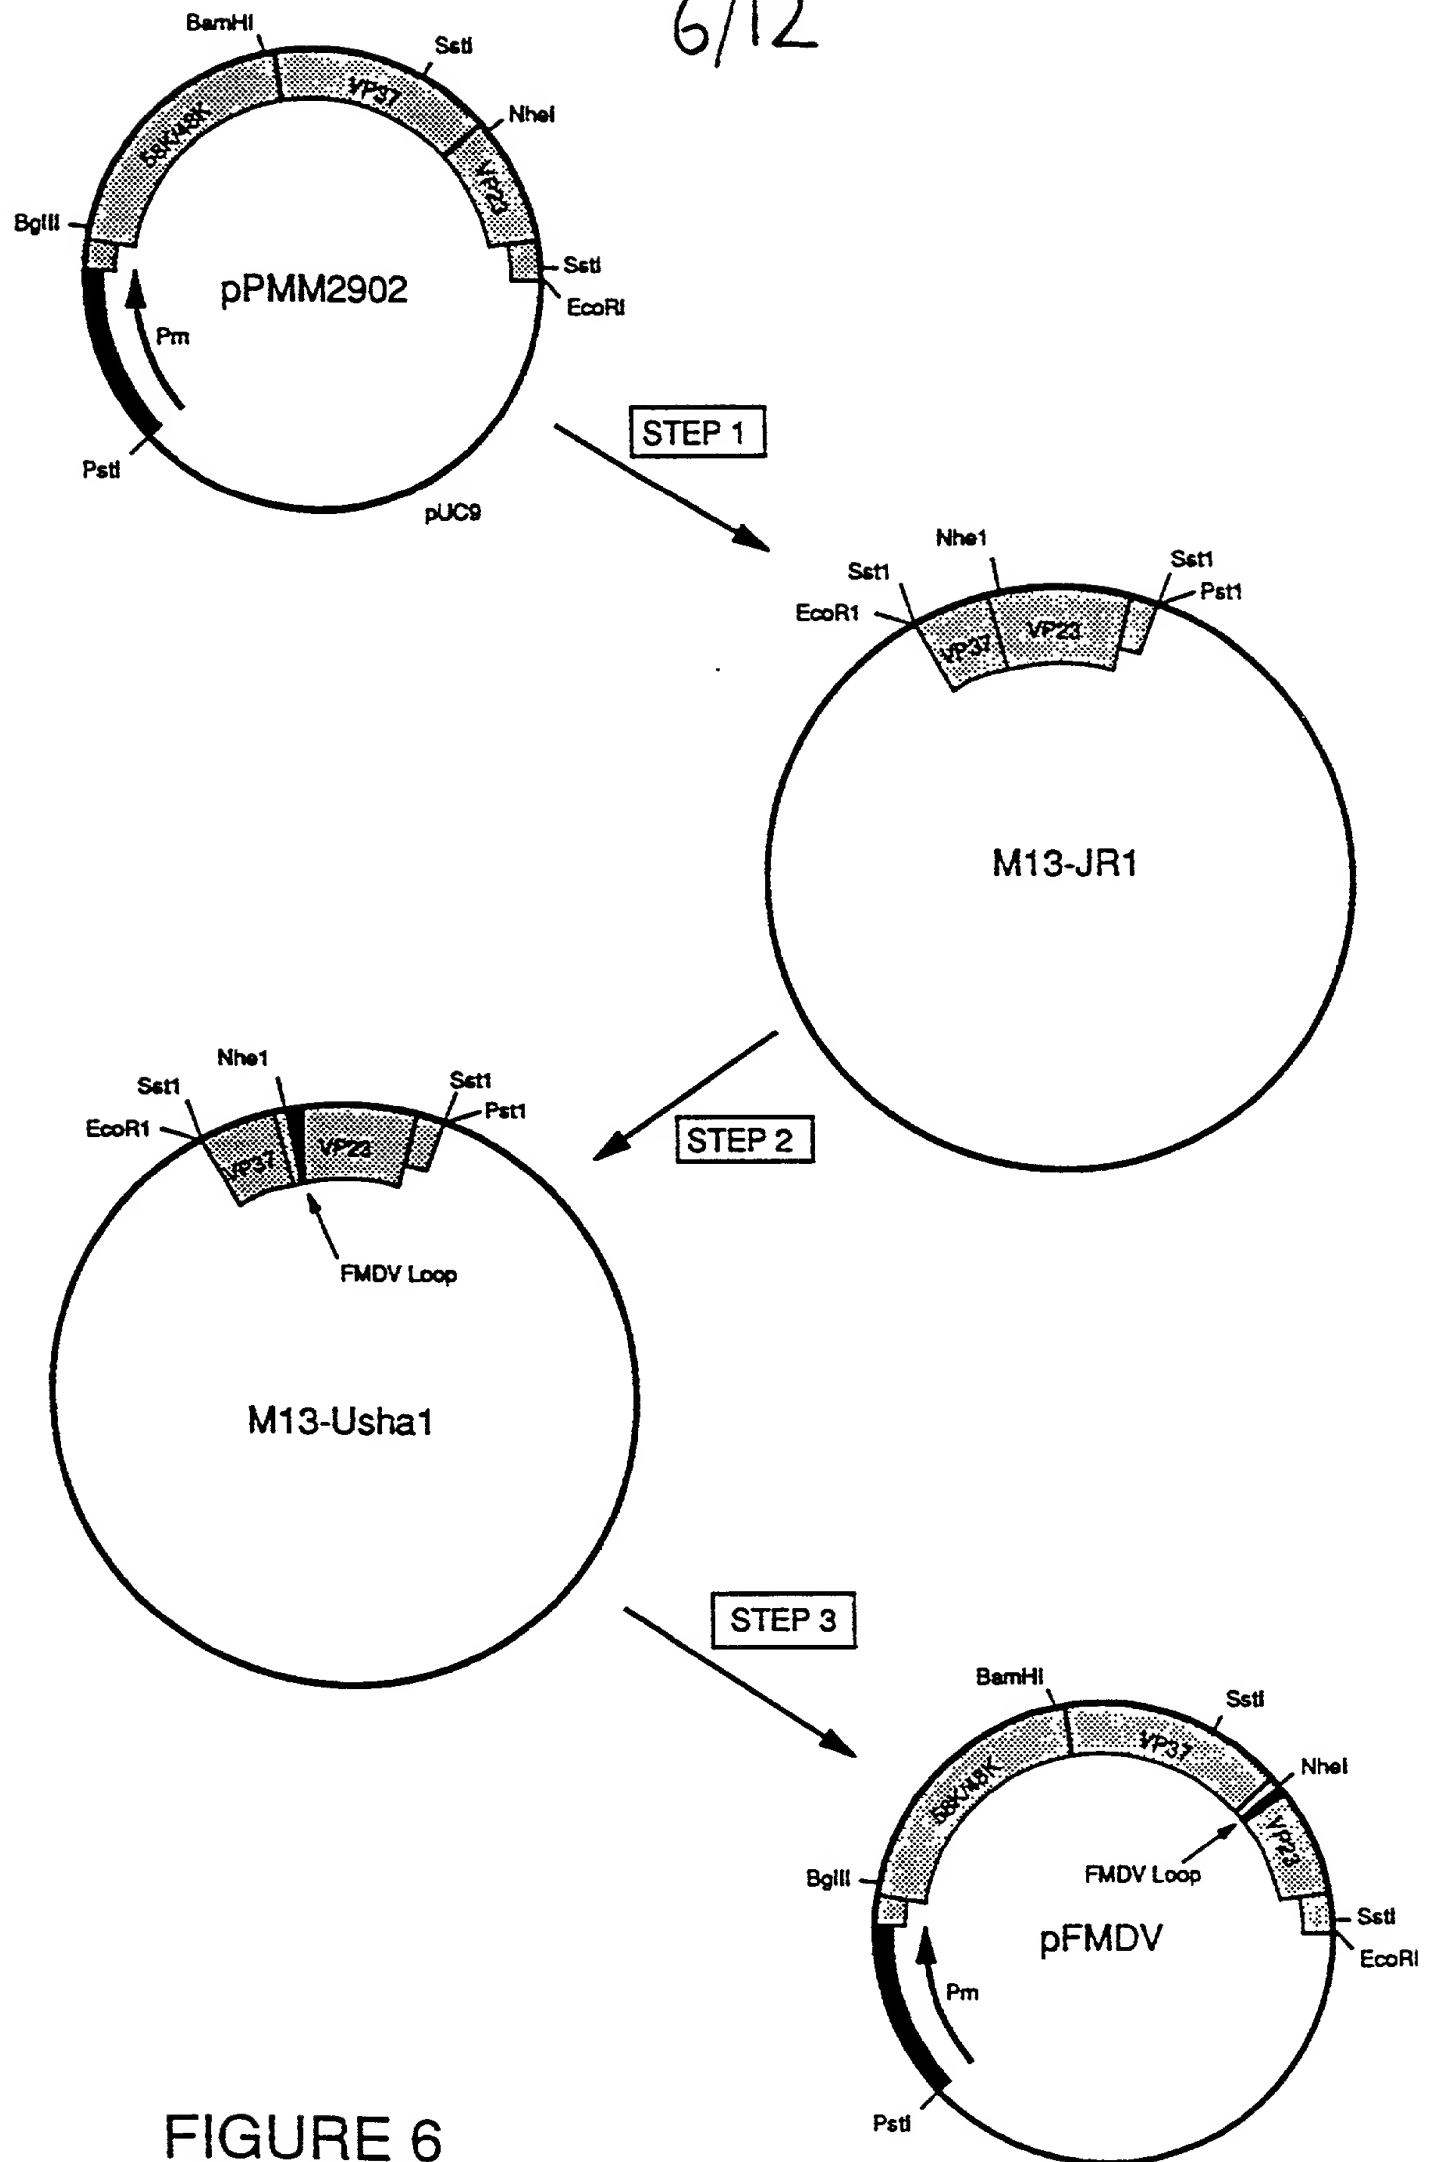 6/12
BamHI
SstI
VP37
NheI
58K/48K
VP23
BglII
pPMM2902
SstI
EcoRI
Pm
PstI
pUC9
STEP 1
Nhe1
Sst1
Sst1
Pst1
EcoR1
VP37
VP23
M13-JR1
STEP 2
Nhe1
Sst1
Sst1
Pst1
EcoR1
VP37
VP23
FMDV Loop
M13-Usha1
STEP 3
BamHI
SstI
VP37
NheI
58K/48K
VP23
FMDV Loop
BglII
SstI
pFMDV
EcoRI
Pm
PstI
FIGURE 6